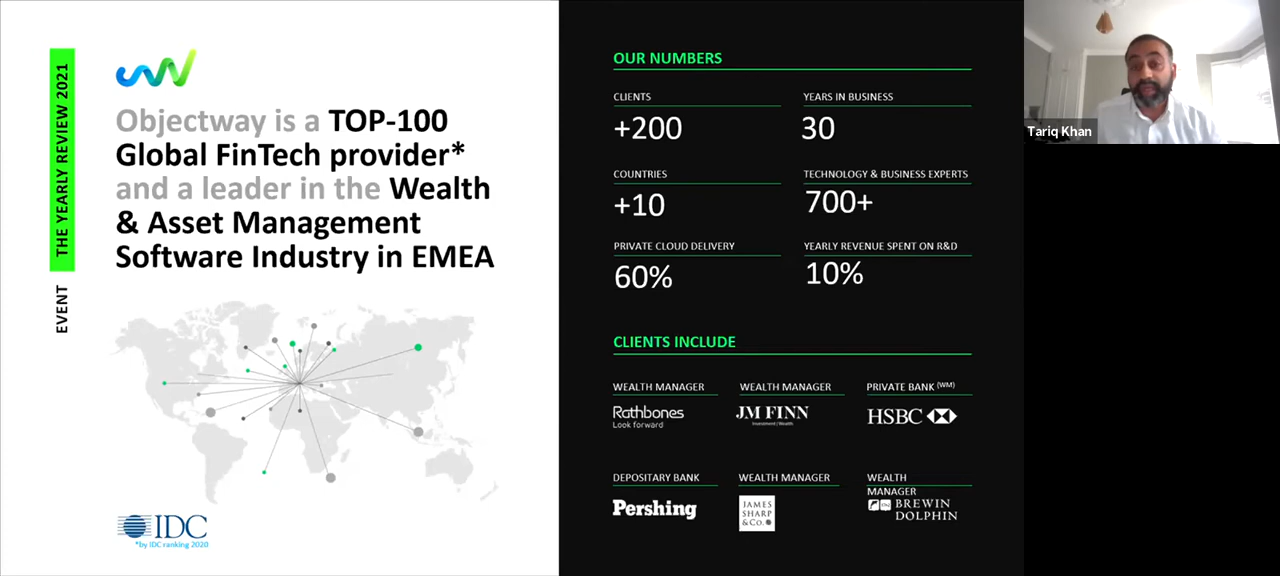 EVENT THE YEARLY REVIEW 2021
Objectway is a TOP-100
Global FinTech provider*
and a leader in the Wealth
& Asset Management
Software Industry in EMEA
IDC
*by IDC ranking 2020
OUR NUMBERS
CLIENTS
+200
YEARS IN BUSINESS
30
COUNTRIES
+10
TECHNOLOGY & BUSINESS EXPERTS
700+
PRIVATE CLOUD DELIVERY
60%
YEARLY REVENUE SPENT ON R&D
10%
CLIENTS INCLUDE
WEALTH MANAGER
Rathbones
Look forward
WEALTH MANAGER
JM FINN
Investment / Wealth
PRIVATE BANK (WM)
HSBC
DEPOSITARY BANK
Pershing
WEALTH MANAGER
JAMES
SHARP
& Co.
WEALTH
MANAGER
BREWIN
DOLPHIN
Tariq Khan